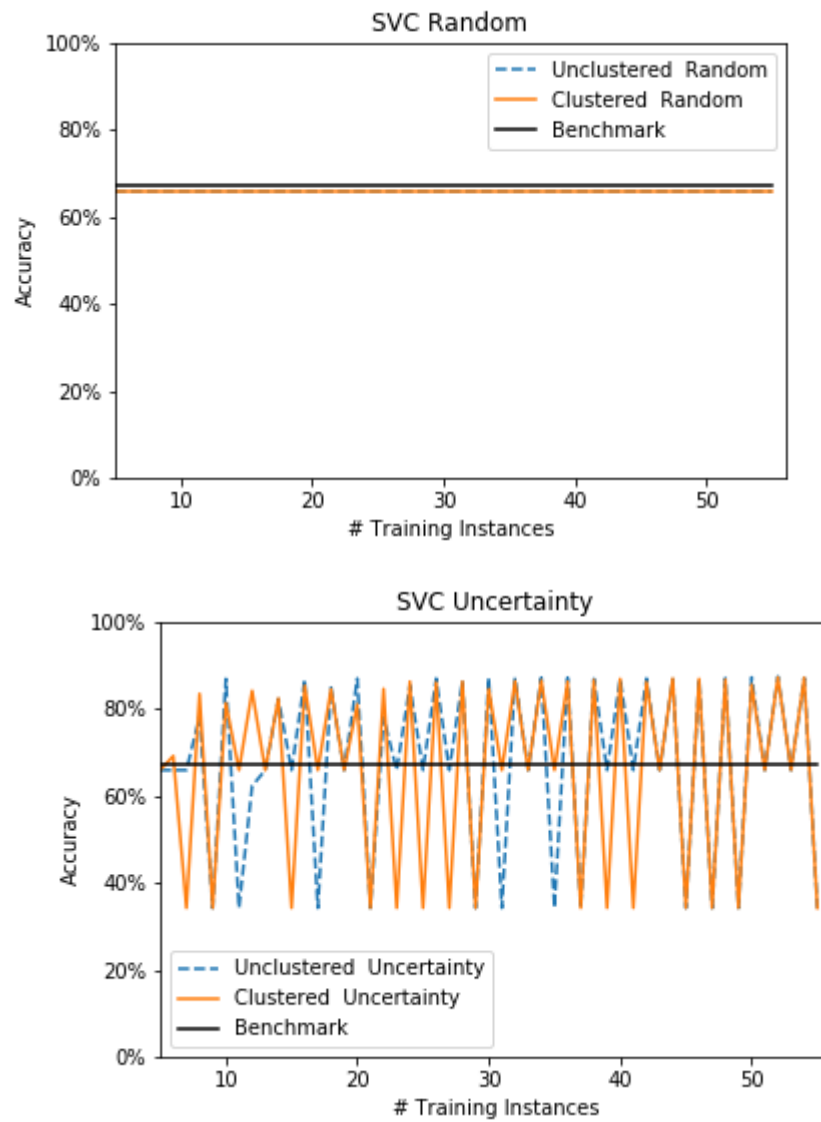 SVC Random
100%
80%
60%
40%
20%
0%
Accuracy
Unclustered Random
Clustered Random
Benchmark
10 20 30 40 50
# Training Instances
SVC Uncertainty
100%
80%
60%
40%
20%
0%
Accuracy
Unclustered Uncertainty
Clustered Uncertainty
Benchmark
10 20 30 40 50
# Training Instances